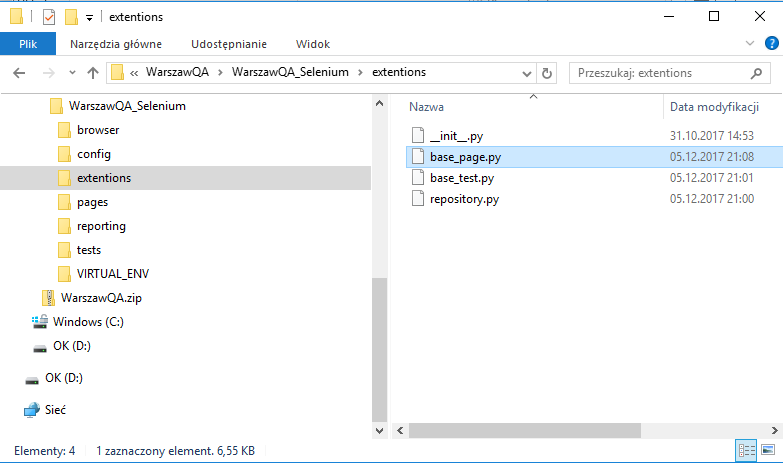 extentions
Plik Narzędzia główne Udostępnianie Widok
« WarszawQA > WarszawQA_Selenium > extentions Przeszukaj: extentions
WarszawQA_Selenium
browser
config
extentions
pages
reporting
tests
VIRTUAL_ENV
WarszawQA.zip
Windows (C:)
OK (D:)
OK (D:)
Sieć
Nazwa Data modyfikacji
__init__.py 31.10.2017 14:53
base_page.py 05.12.2017 21:08
base_test.py 05.12.2017 21:01
repository.py 05.12.2017 21:00
Elementy: 4 1 zaznaczony element. 6,55 KB